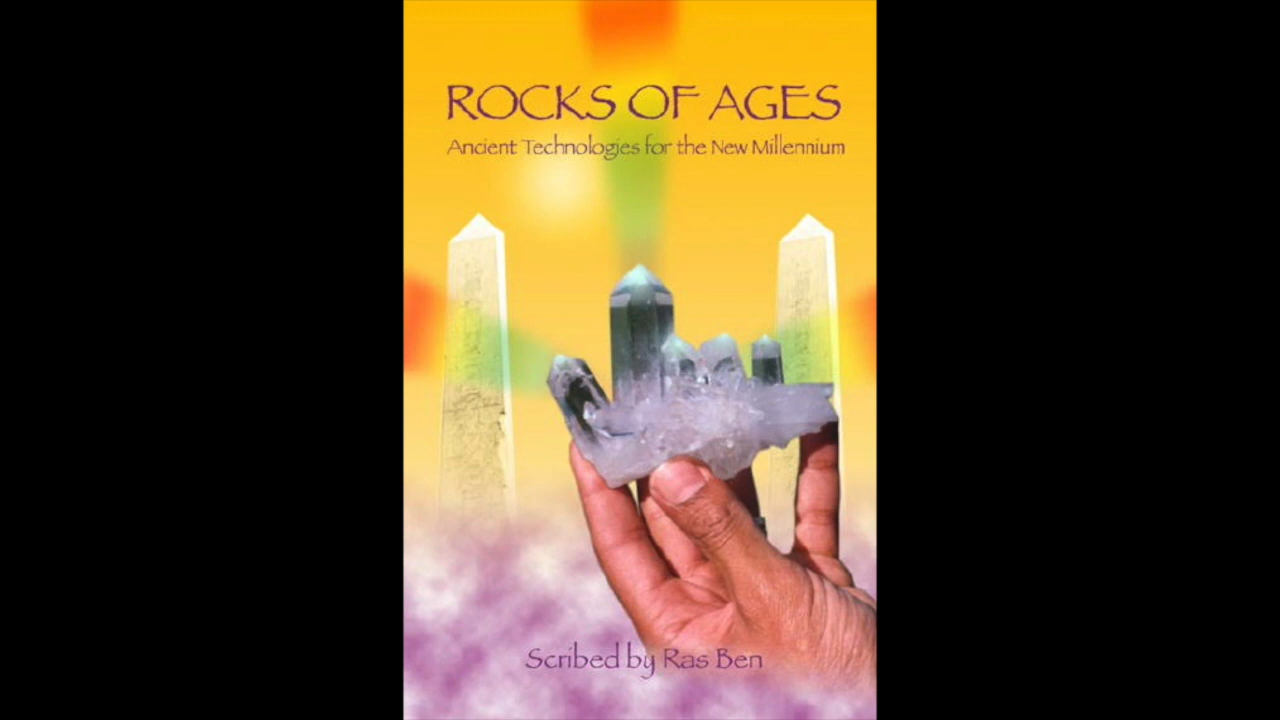 ROCKS OF AGES
Ancient Technologies for the New Millennium
Scribed by Ras Ben